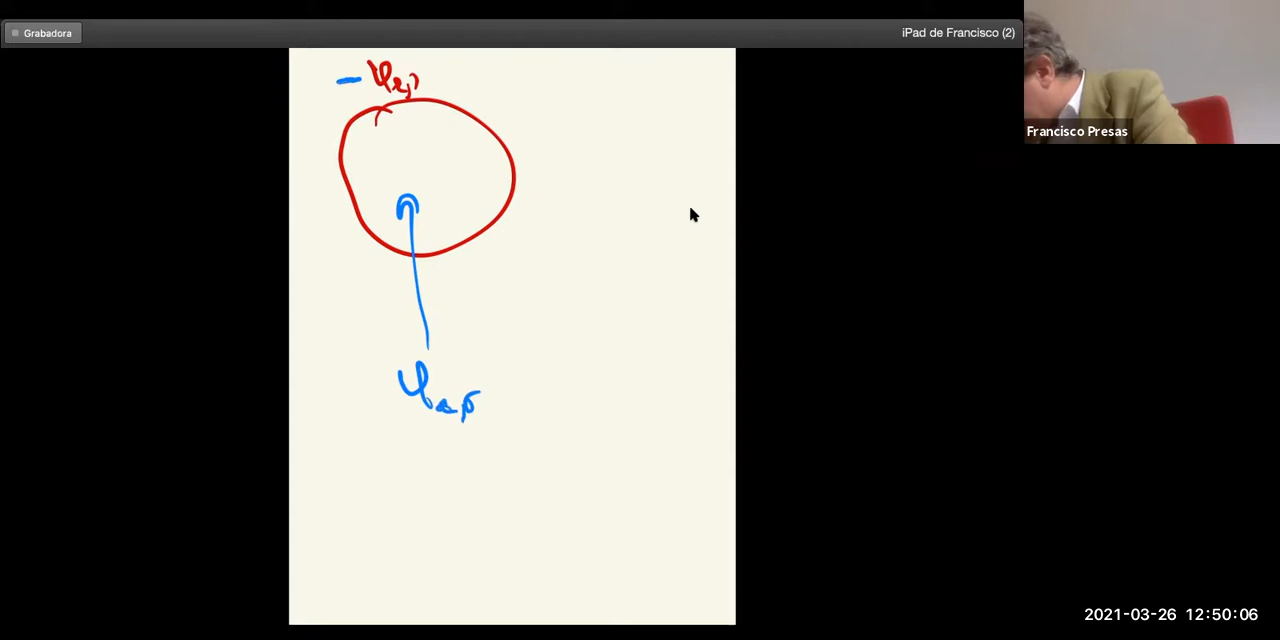 Grabadora
iPad de Francisco (2)
Francisco Presas
2021-03-26 12:50:06